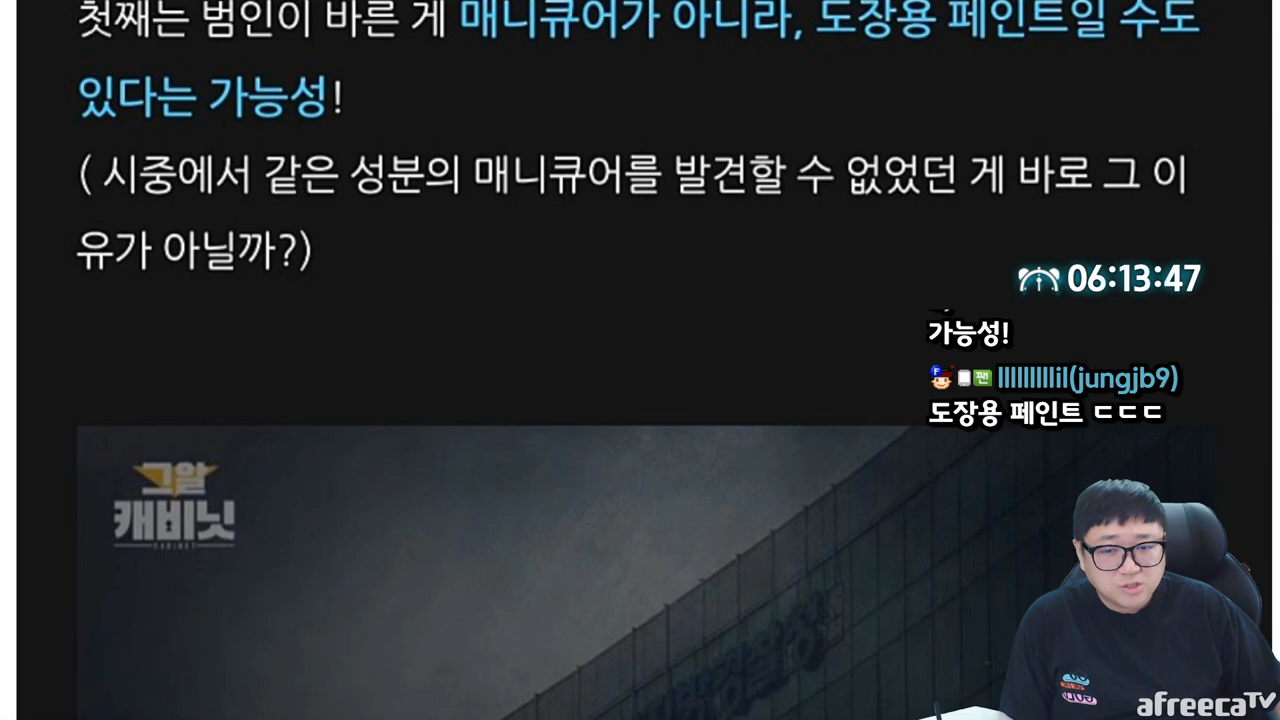 첫째는 범인이 바른 게 매니큐어가 아니라, 도장용 페인트일 수도
있다는 가능성!
( 시중에서 같은 성분의 매니큐어를 발견할 수 없었던 게 바로 그 이
유가 아닐까?)
06:13:47
가능성!
F 팬 llllllllllil(jungjb9)
도장용 페인트 ㄷㄷㄷ
그알
캐비닛
CABINET
afreecaTV